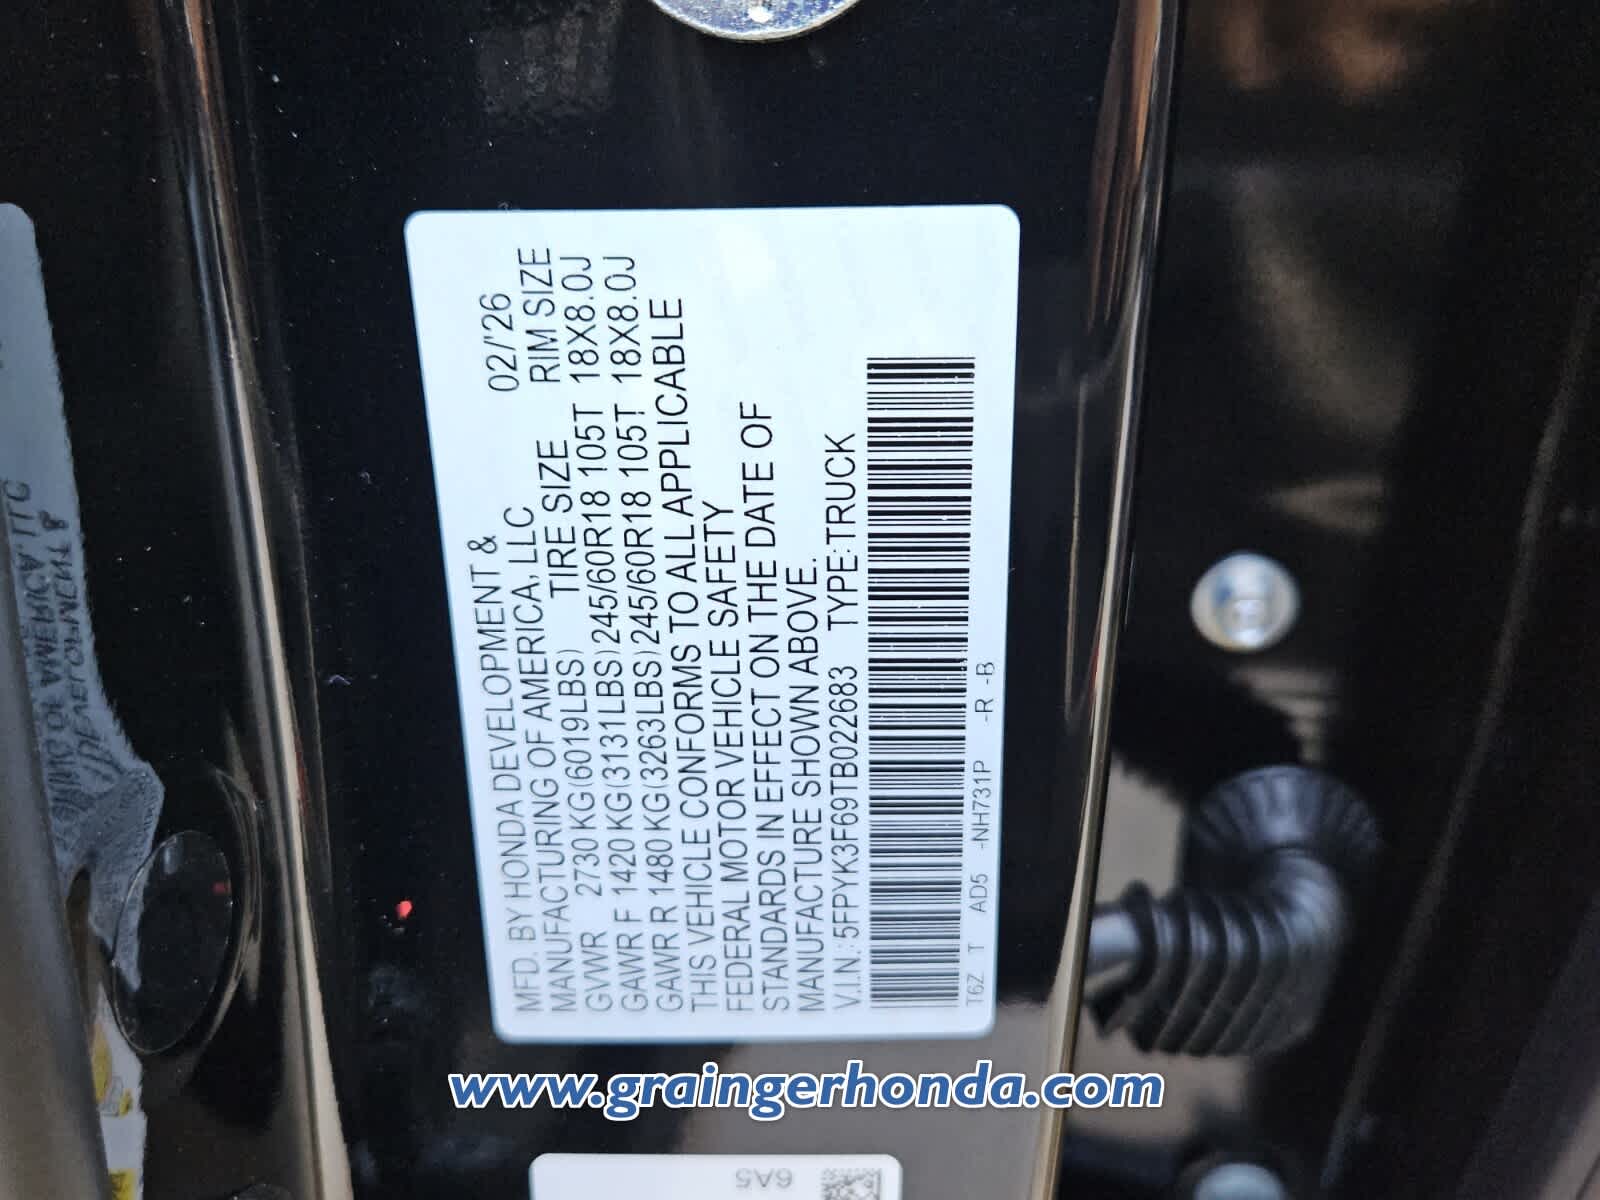 MFD. BY HONDA DEVELOPMENT & 02/'26
MANUFACTURING OF AMERICA, LLC
TIRE SIZE RIM SIZE
GVWR 2730 KG(6019LBS)
GAWR F 1420 KG(3131LBS) 245/60R18 105T 18X8.0J
GAWR R 1480 KG(3263LBS) 245/60R18 105T 18X8.0J
THIS VEHICLE CONFORMS TO ALL APPLICABLE
FEDERAL MOTOR VEHICLE SAFETY
STANDARDS IN EFFECT ON THE DATE OF
MANUFACTURE SHOWN ABOVE.
V.I.N.: 5FPYK3F69TB022683 TYPE:TRUCK
T6Z T AD5 -NH731P -R -B
www.graingerhonda.com
6A5